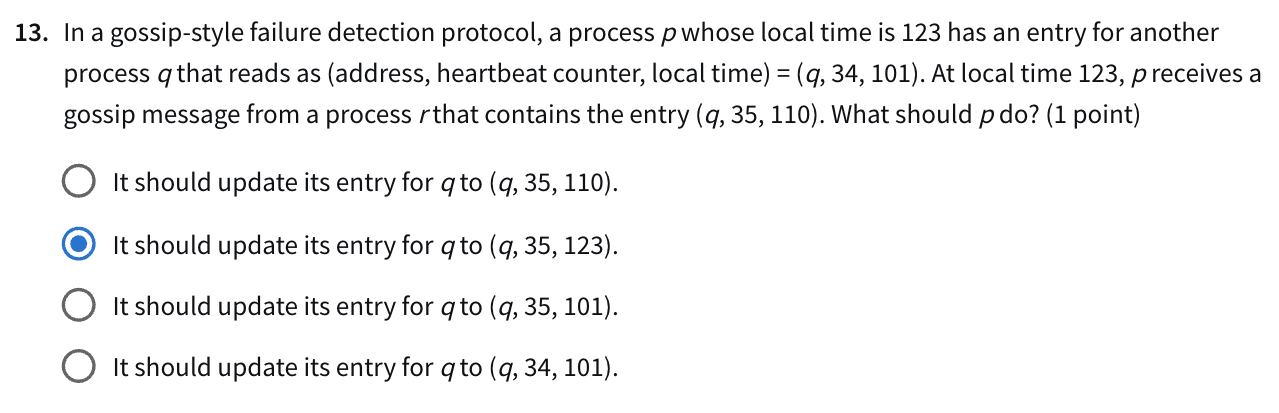 13. In a gossip-style failure detection protocol, a process p whose local time is 123 has an entry for another
process q that reads as (address, heartbeat counter, local time) = (q, 34, 101). At local time 123, p receives a
gossip message from a process r that contains the entry (q, 35, 110). What should p do? (1 point)
It should update its entry for q to (q, 35, 110).
It should update its entry for q to (q, 35, 123).
It should update its entry for q to (q, 35, 101).
It should update its entry for q to (q, 34, 101).